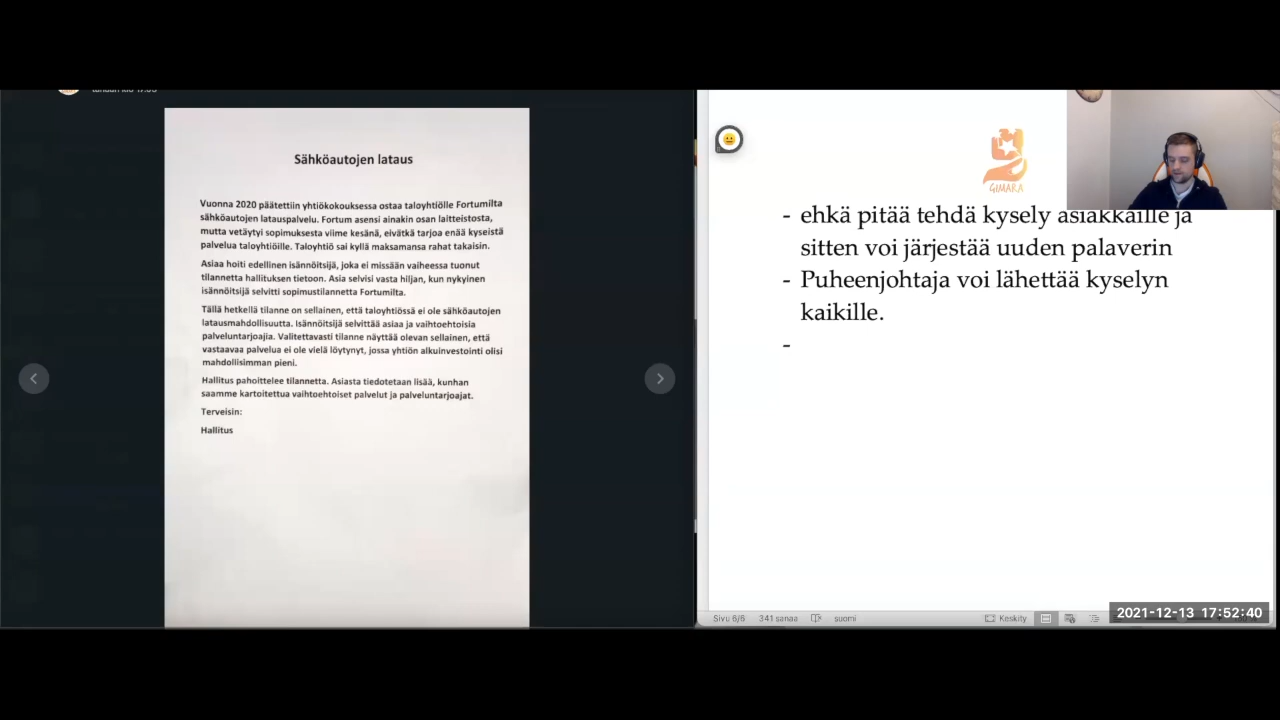 Sähköautojen lataus
Vuonna 2020 päätettiin yhtiökokouksessa ostaa taloyhtiölle Fortumilta
sähköautojen latauspalvelu. Fortum asensi ainakin osan laitteistosta,
mutta vetäytyi sopimuksesta viime kesänä, eivätkä tarjoa enää kyseistä
palvelua taloyhtiöille. Taloyhtiö sai kyllä maksamansa rahat takaisin.
Asiaa hoiti edellinen isännöitsijä, joka ei missään vaiheessa tuonut
tilannetta hallituksen tietoon. Asia selvisi vasta hiljan, kun nykyinen
isännöitsijä selvitti sopimustilannetta Fortumilta.
Tällä hetkellä tilanne on sellainen, että taloyhtiössä ei ole sähköautojen
latausmahdollisuutta. Isännöitsijä selvittää asiaa ja vaihtoehtoisia
palveluntarjoajia. Valitettavasti tilanne näyttää olevan sellainen, että
vastaavaa palvelua ei ole vielä löytynyt, jossa yhtiön alkuinvestointi olisi
mahdollisimman pieni.
Hallitus pahoittelee tilannetta. Asiasta tiedotetaan lisää, kunhan
saamme kartoitettua vaihtoehtoiset palvelut ja palveluntarjoajat.
Terveisin:
Hallitus
GIMARA
- ehkä pitää tehdä kysely asiakkaille ja
sitten voi järjestää uuden palaverin
- Puheenjohtaja voi lähettää kyselyn
kaikille.
-
Sivu 6/6 341 sanaa suomi Keskity
2021-12-13 17:52:40